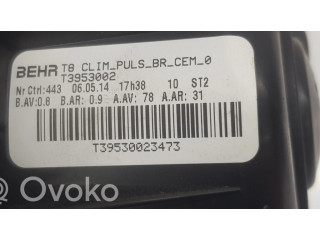 BEHR T8 CLIM_PULS_BR_CEM_0
T3953002
Nr Ctrl:443 06.05.14 17h38 10 ST2
B.AV:0.8 B.AR: 0.9 A.AV: 78 A.AR: 31
T39530023473
© Ovoko